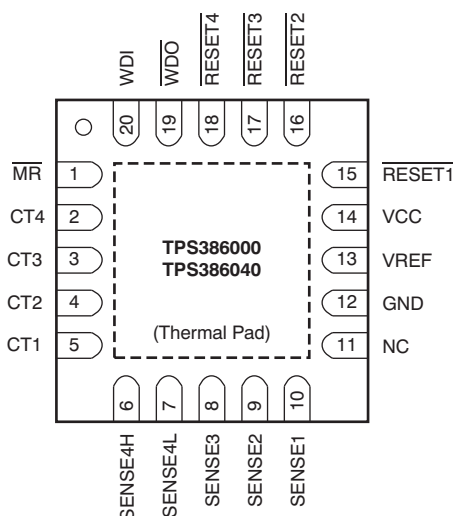 WDI
WDO
RESET4
RESET3
RESET2
20
19
18
17
16
MR 1
CT4 2
CT3 3
CT2 4
CT1 5
15 RESET1
14 VCC
13 VREF
12 GND
11 NC
TPS386000
TPS386040
(Thermal Pad)
6
7
8
9
10
SENSE4H
SENSE4L
SENSE3
SENSE2
SENSE1